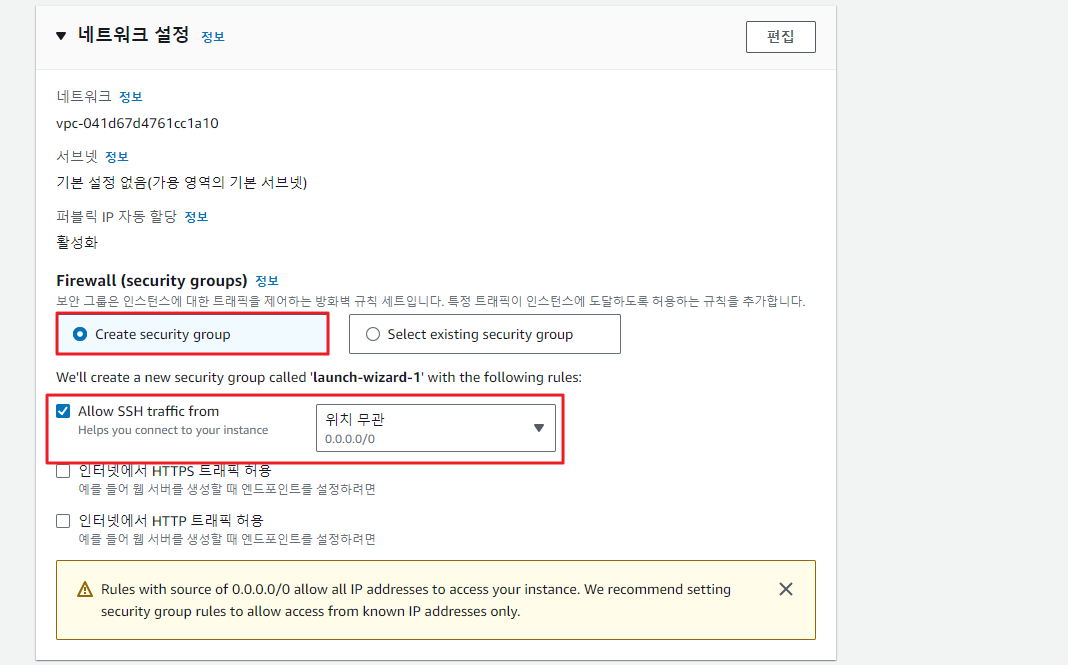 ▼ 네트워크 설정 정보
편집
네트워크 정보
vpc-041d67d4761cc1a10
서브넷 정보
기본 설정 없음(가용 영역의 기본 서브넷)
퍼블릭 IP 자동 할당 정보
활성화
Firewall (security groups) 정보
보안 그룹은 인스턴스에 대한 트래픽을 제어하는 방화벽 규칙 세트입니다. 특정 트래픽이 인스턴스에 도달하도록 허용하는 규칙을 추가합니다.
Create security group
Select existing security group
We'll create a new security group called 'launch-wizard-1' with the following rules:
Allow SSH traffic from
Helps you connect to your instance
위치 무관
0.0.0.0/0
인터넷에서 HTTPS 트래픽 허용
예를 들어 웹 서버를 생성할 때 엔드포인트를 설정하려면
인터넷에서 HTTP 트래픽 허용
예를 들어 웹 서버를 생성할 때 엔드포인트를 설정하려면
Rules with source of 0.0.0.0/0 allow all IP addresses to access your instance. We recommend setting
security group rules to allow access from known IP addresses only.